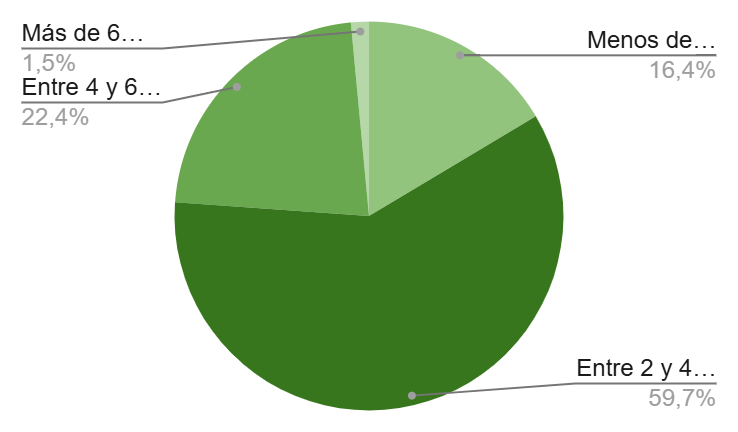 Más de 6…
1,5%
Entre 4 y 6…
22,4%
Menos de…
16,4%
Entre 2 y 4…
59,7%